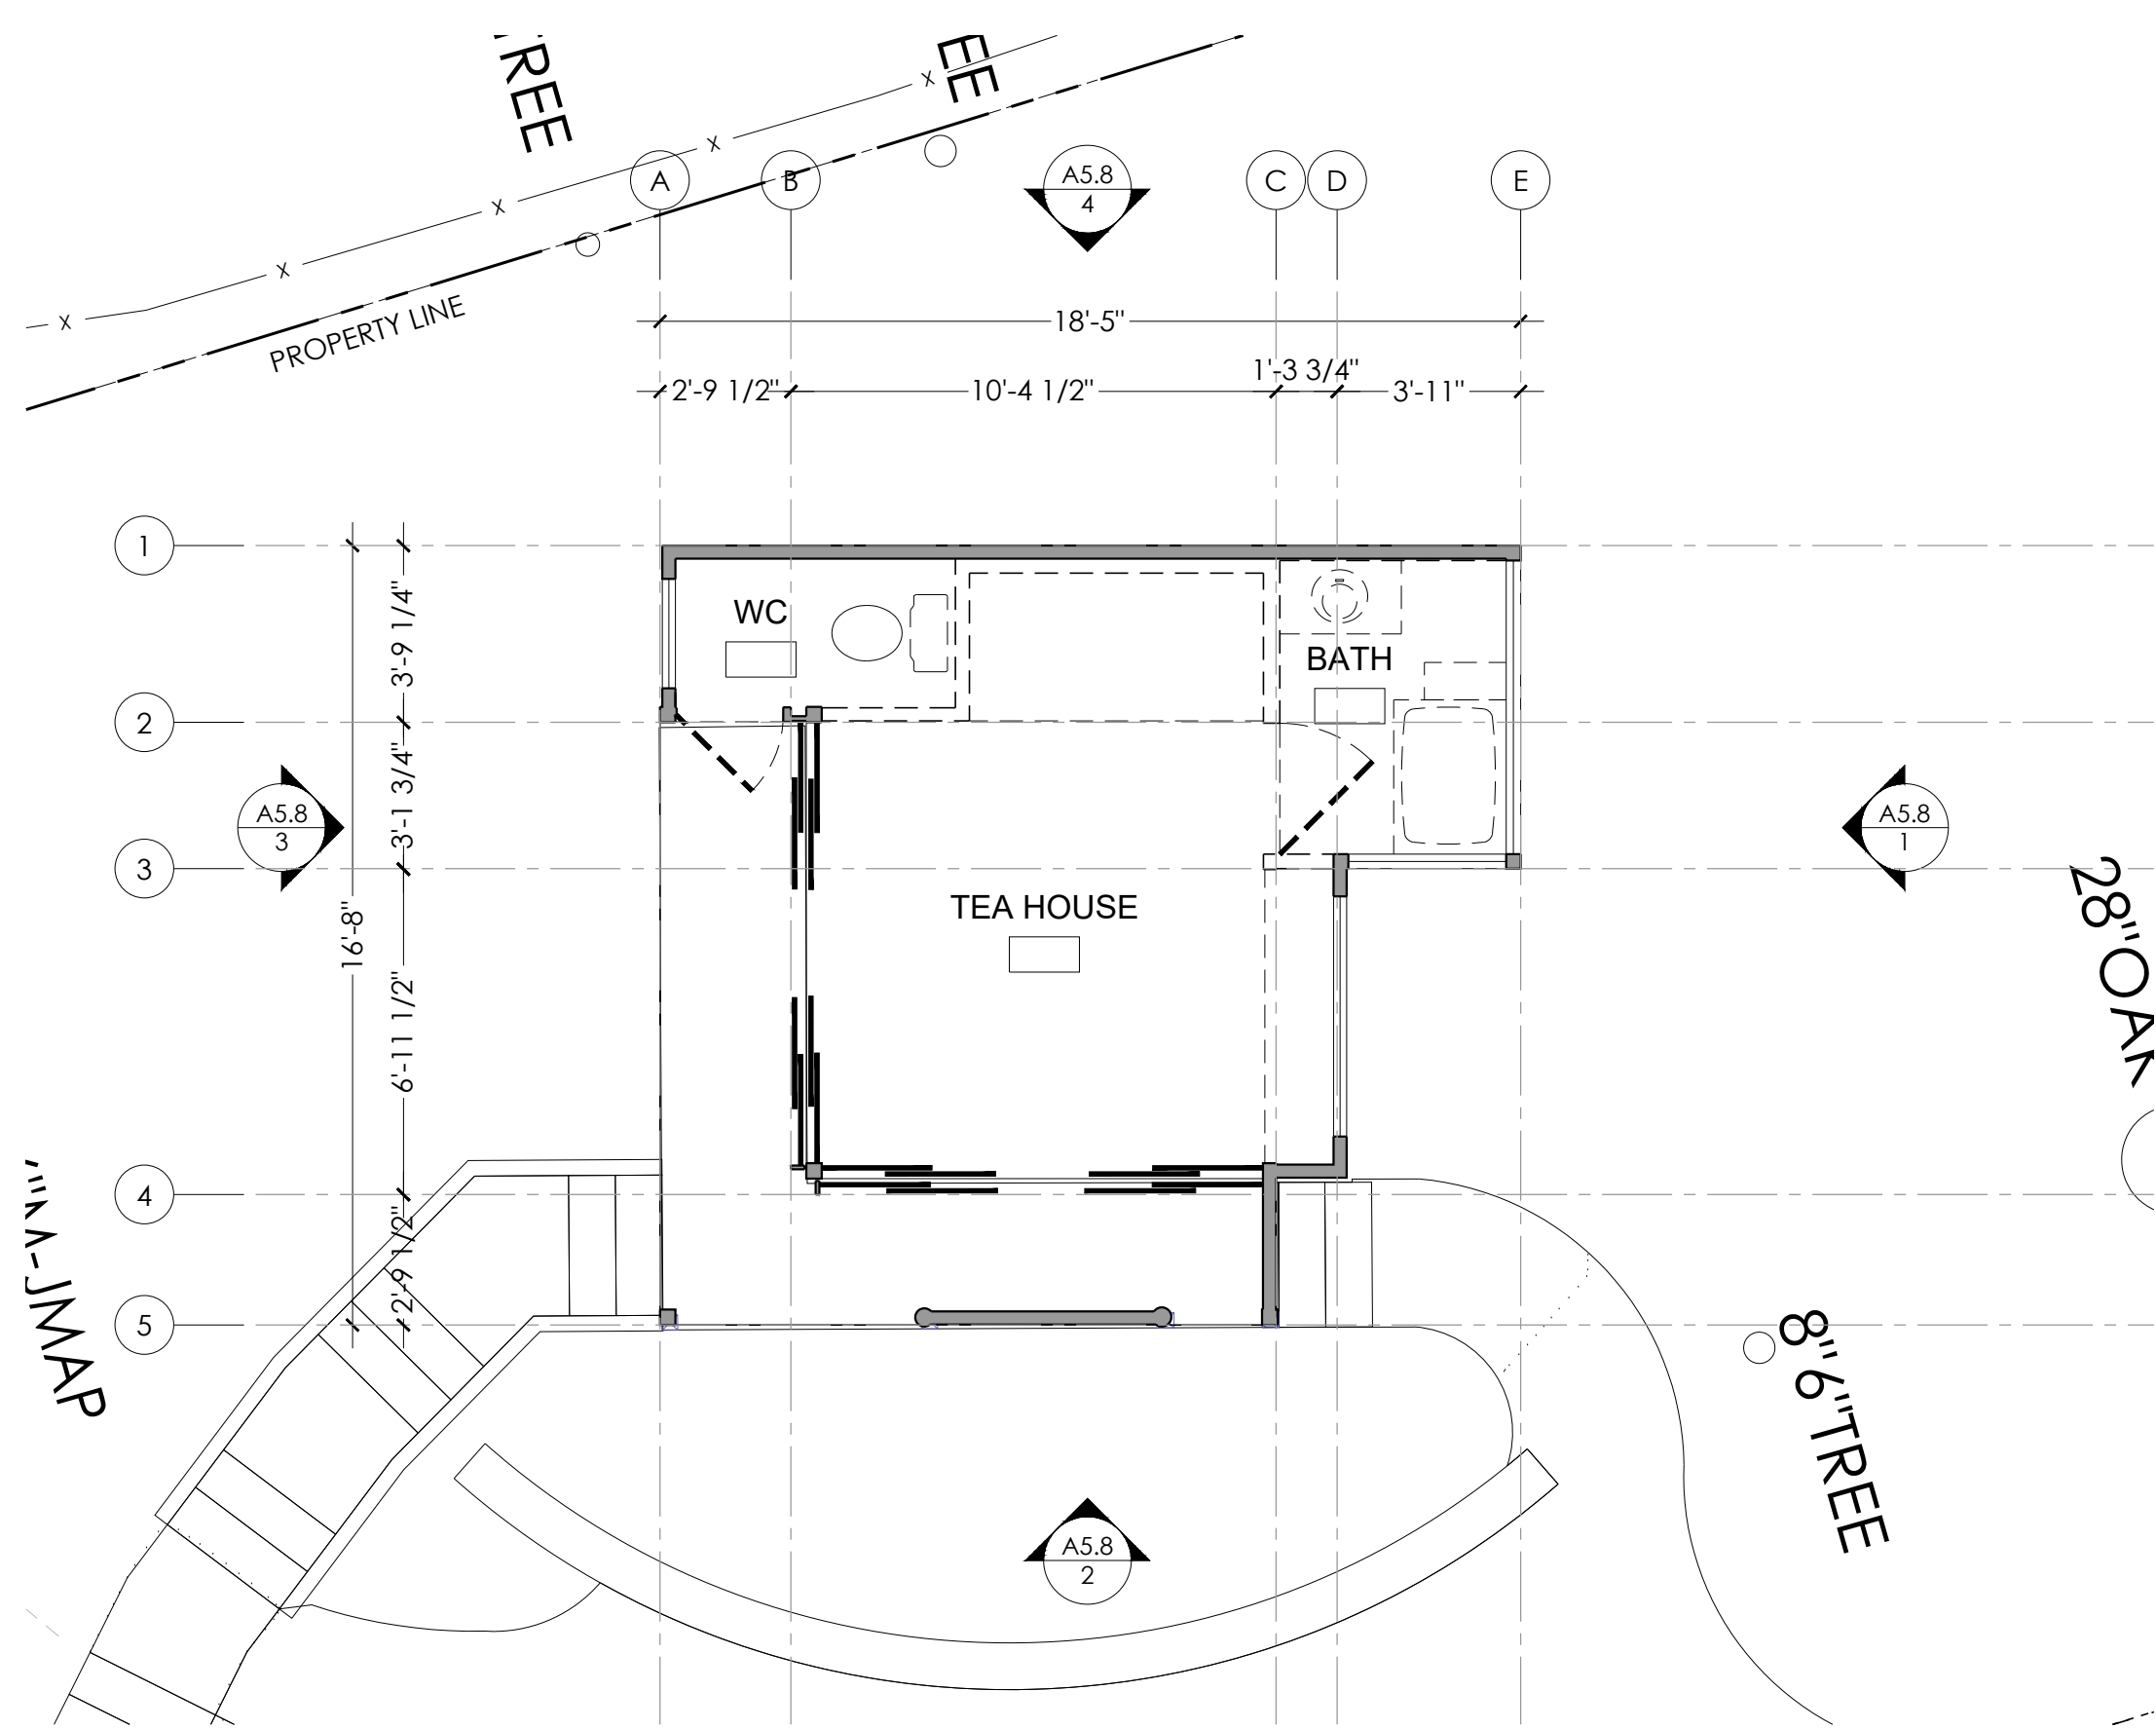 TREE
EE
A
B
A5.8
4
C
D
E
PROPERTY LINE
18'-5"
2'-9 1/2"
10'-4 1/2"
1'-3 3/4"
3'-11"
1
WC
3'-9 1/4"
BATH
2
3'-1 3/4"
A5.8
3
A5.8
1
3
16'-8"
TEA HOUSE
28"OAK
6'-11 1/2"
4
2'-9 1/2"
5
8"6"TREE
A5.8
2